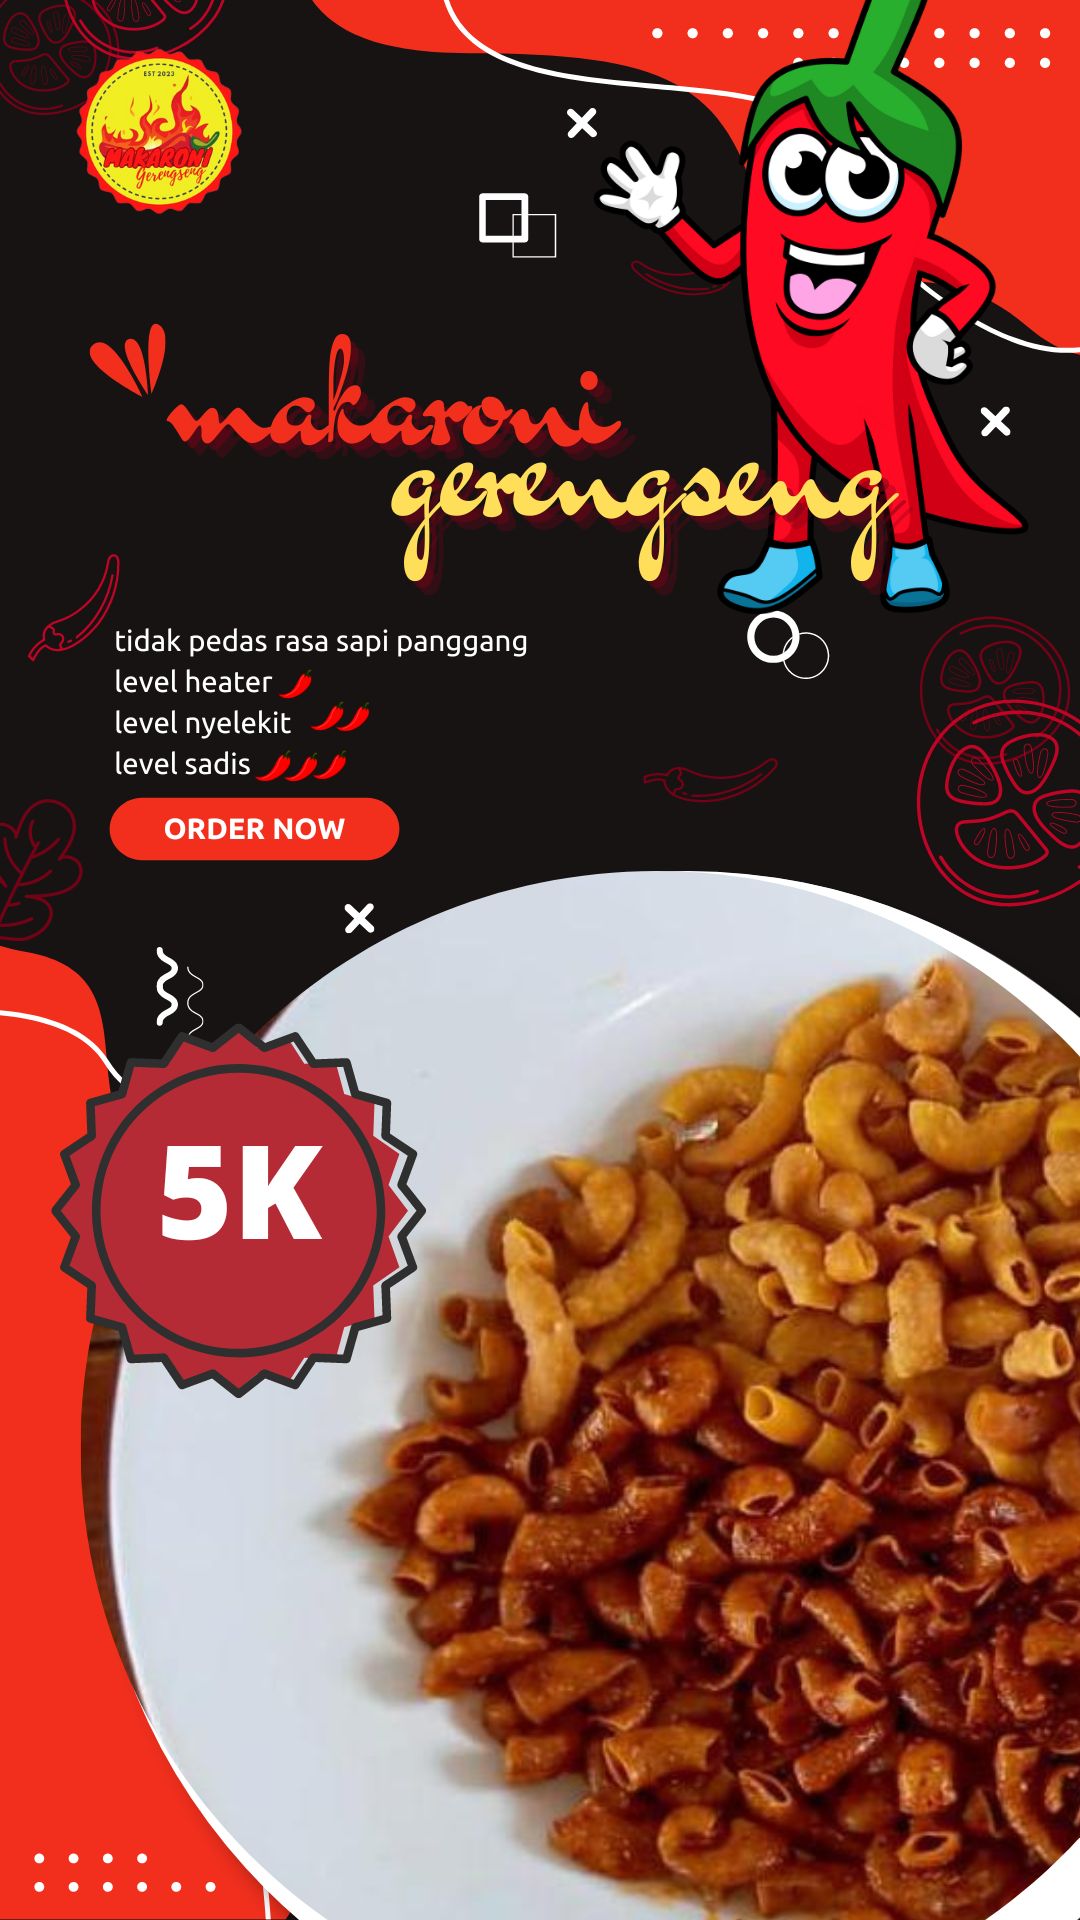 EST 2023
MAKARONI
Gerengseng
makaroni
gerengseng
tidak pedas rasa sapi panggang
level heater 🌶️
level nyelekit 🌶️🌶️
level sadis 🌶️🌶️🌶️
ORDER NOW
5K